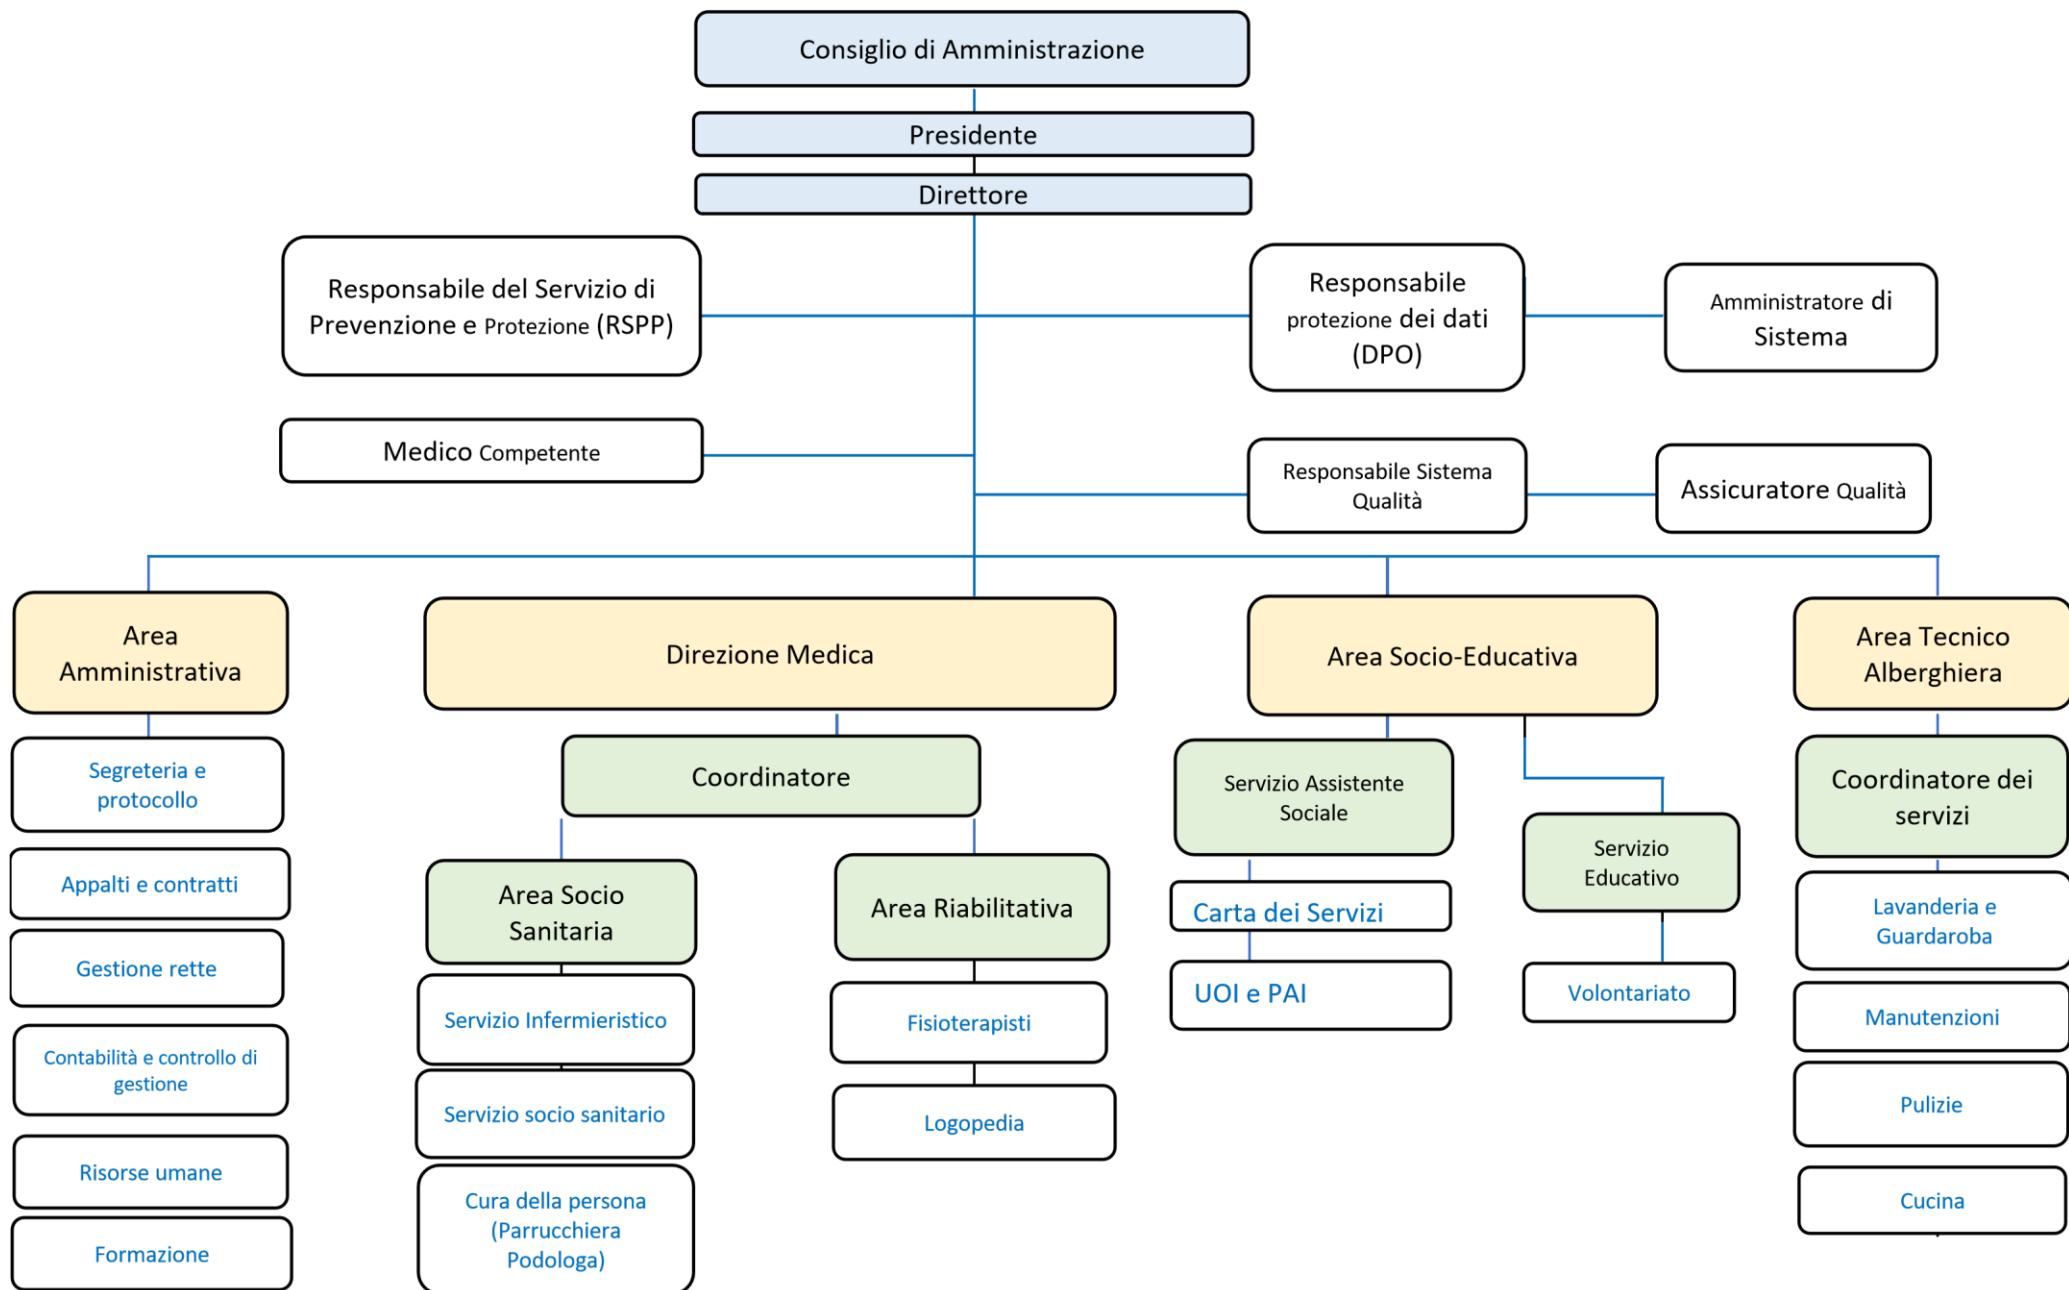 Consiglio di Amministrazione
Presidente
Direttore
Responsabile del Servizio di
Prevenzione e Protezione (RSPP)
Responsabile
protezione dei dati
(DPO)
Amministratore di
Sistema
Medico Competente
Responsabile Sistema
Qualità
Assicuratore Qualità
Area
Amministrativa
Direzione Medica
Area Socio-Educativa
Area Tecnico
Alberghiera
Segreteria e
protocollo
Appalti e contratti
Gestione rette
Contabilità e controllo di
gestione
Risorse umane
Formazione
Coordinatore
Area Socio
Sanitaria
Servizio Infermieristico
Servizio socio sanitario
Cura della persona
(Parrucchiera
Podologa)
Area Riabilitativa
Fisioterapisti
Logopedia
Servizio Assistente
Sociale
Carta dei Servizi
UOI e PAI
Servizio
Educativo
Volontariato
Coordinatore dei
servizi
Lavanderia e
Guardaroba
Manutenzioni
Pulizie
Cucina